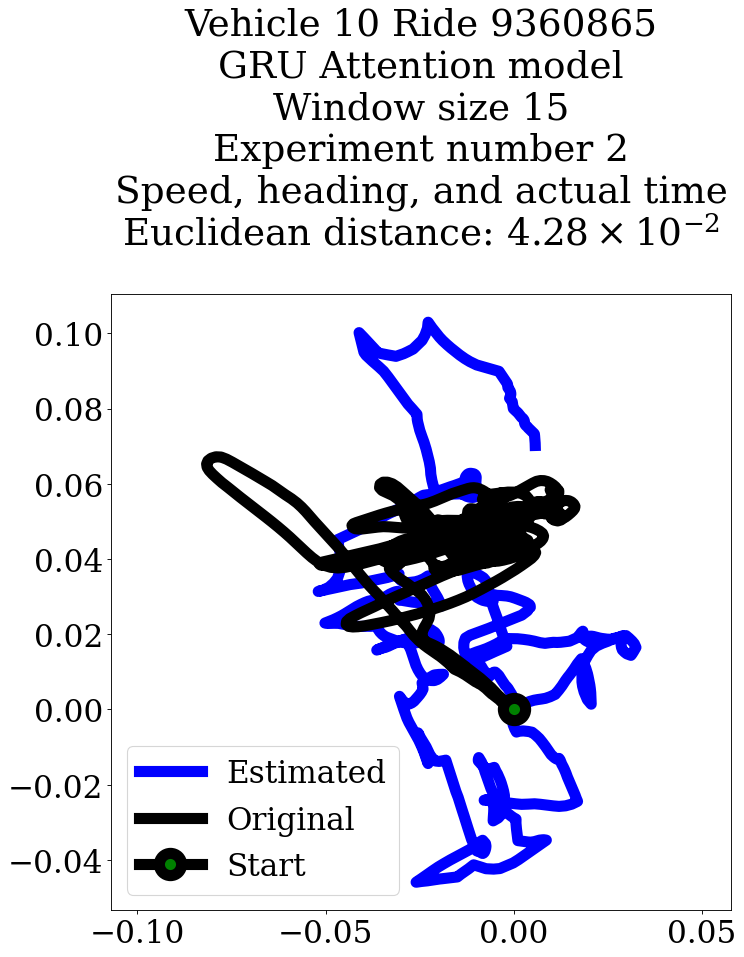 Vehicle 10 Ride 9360865
GRU Attention model
Window size 15
Experiment number 2
Speed, heading, and actual time
Euclidean distance: 4.28 × 10⁻²
0.10
0.08
0.06
0.04
0.02
0.00
−0.02
−0.04
Estimated
Original
Start
−0.10
−0.05
0.00
0.05